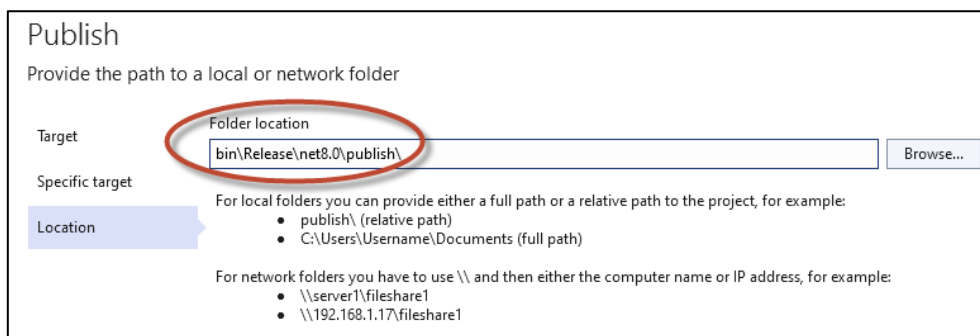 Publish
Provide the path to a local or network folder
Target
Specific target
Location
Folder location
bin\Release\net8.0\publish\
Browse...
For local folders you can provide either a full path or a relative path to the project, for example:
● publish\ (relative path)
● C:\Users\Username\Documents (full path)
For network folders you have to use \\ and then either the computer name or IP address, for example:
● \\server1\fileshare1
● \\192.168.1.17\fileshare1